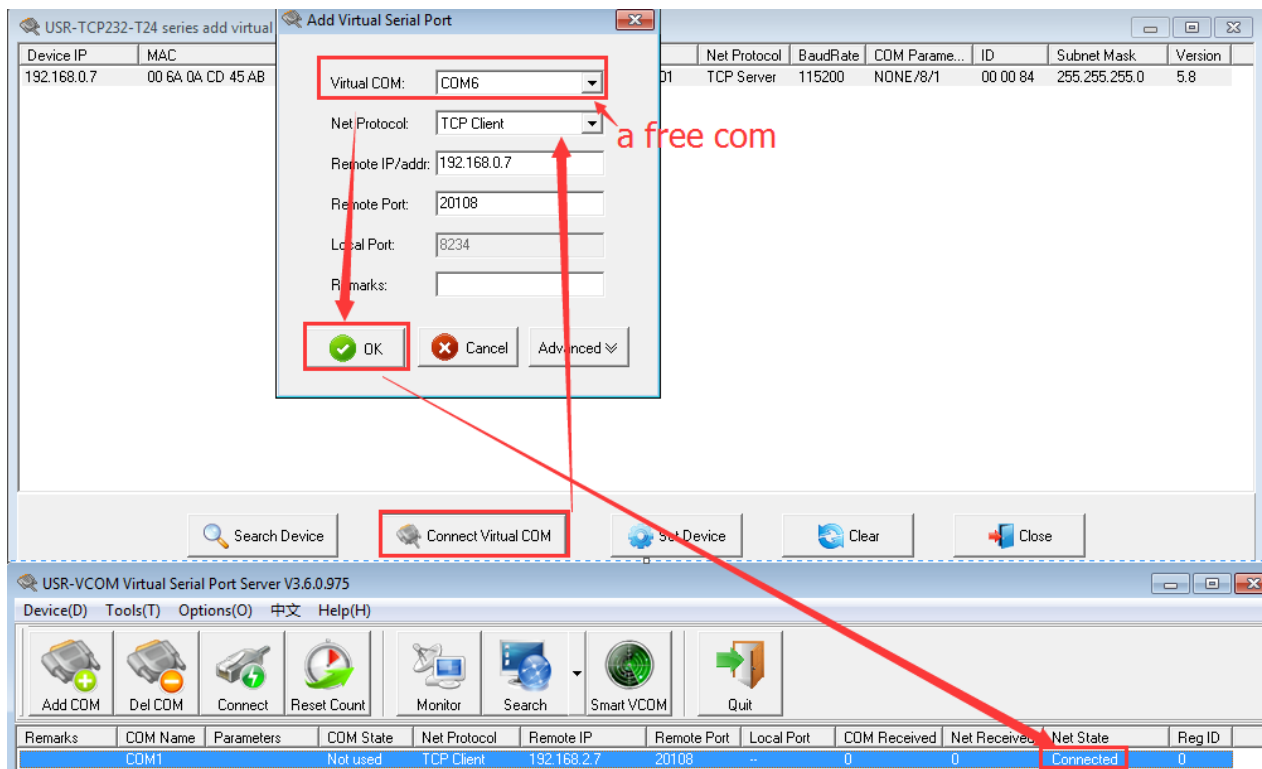 USR-TCP232-T24 series add virtual
Add Virtual Serial Port
Device IP MAC Net Protocol BaudRate COM Parame... ID Subnet Mask Version
192.168.0.7 00 6A 0A CD 45 AB 01 TCP Server 115200 NONE/8/1 00 00 84 255.255.255.0 5.8
Virtual COM: COM6
a free com
Net Protocol: TCP Client
Remote IP/addr: 192.168.0.7
Remote Port: 20108
Local Port: 8234
Remarks:
OK Cancel Advanced
Search Device Connect Virtual COM Set Device Clear Close
USR-VCOM Virtual Serial Port Server V3.6.0.975
Device(D) Tools(T) Options(O) 中文 Help(H)
Add COM Del COM Connect Reset Count Monitor Search Smart VCOM Quit
Remarks COM Name Parameters COM State Net Protocol Remote IP Remote Port Local Port COM Received Net Received Net State Reg ID
COM1 Not used TCP Client 192.168.2.7 20108 -- 0 0 Connected 0